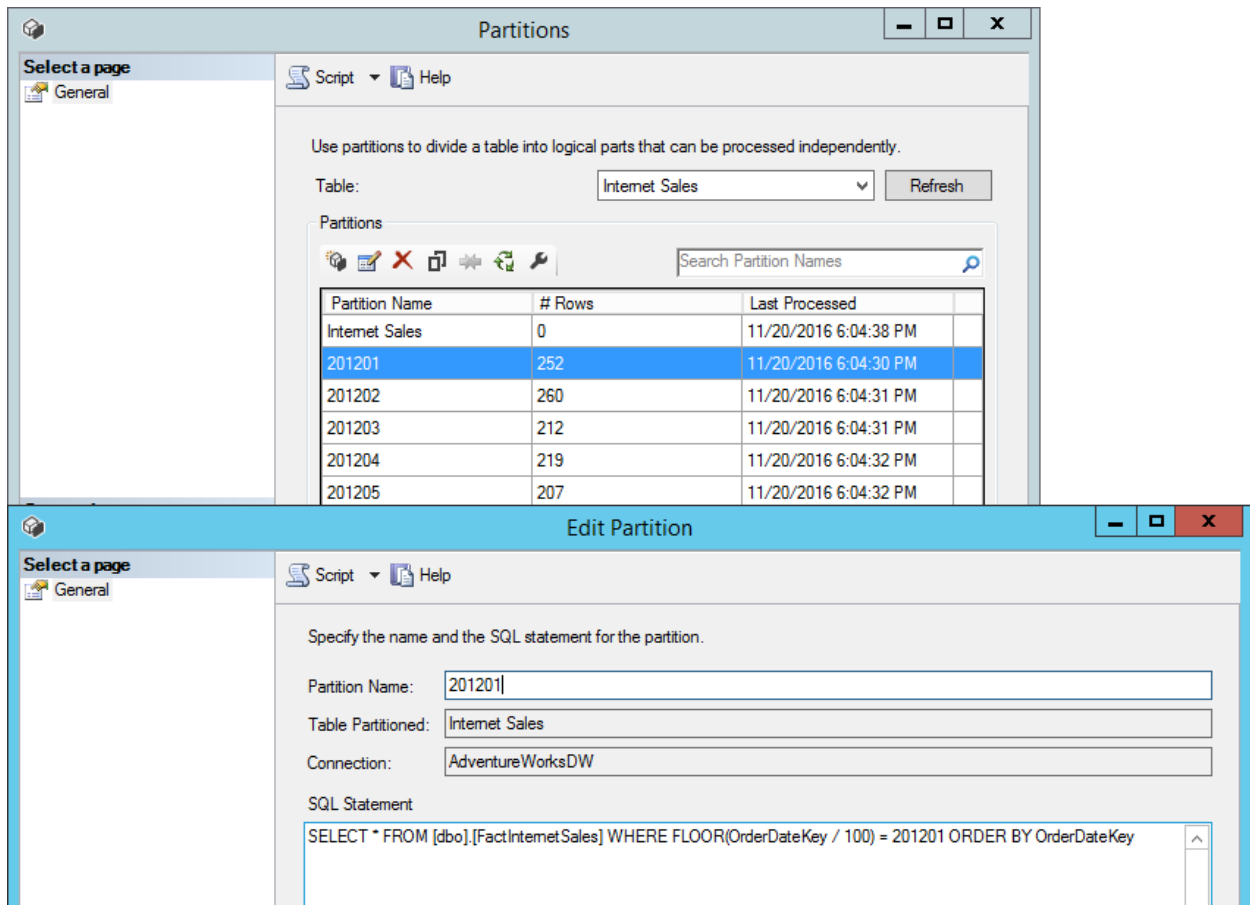 Partitions
Select a page
General
Script
Help
Use partitions to divide a table into logical parts that can be processed independently.
Table:
Internet Sales
Refresh
Partitions
Search Partition Names
Partition Name # Rows Last Processed
Internet Sales 0 11/20/2016 6:04:38 PM
201201 252 11/20/2016 6:04:30 PM
201202 260 11/20/2016 6:04:31 PM
201203 212 11/20/2016 6:04:31 PM
201204 219 11/20/2016 6:04:32 PM
201205 207 11/20/2016 6:04:32 PM
Edit Partition
Select a page
General
Script
Help
Specify the name and the SQL statement for the partition.
Partition Name: 201201
Table Partitioned: Internet Sales
Connection: AdventureWorksDW
SQL Statement
SELECT * FROM [dbo].[FactInternetSales] WHERE FLOOR(OrderDateKey / 100) = 201201 ORDER BY OrderDateKey